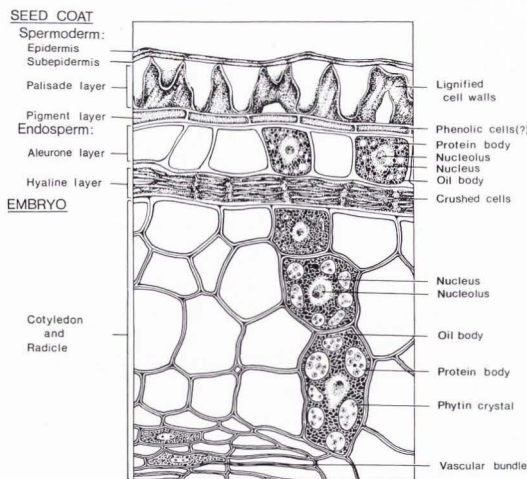 SEED COAT
Spermoderm:
Epidermis
Subepidermis
Palisade layer
Pigment layer
Endosperm:
Aleurone layer
Hyaline layer
EMBRYO
Cotyledon
and
Radicle
Lignified
cell walls
Phenolic cells(?)
Protein body
Nucleolus
Nucleus
Oil body
Crushed cells
Nucleus
Nucleolus
Oil body
Protein body
Phytin crystal
Vascular bundle